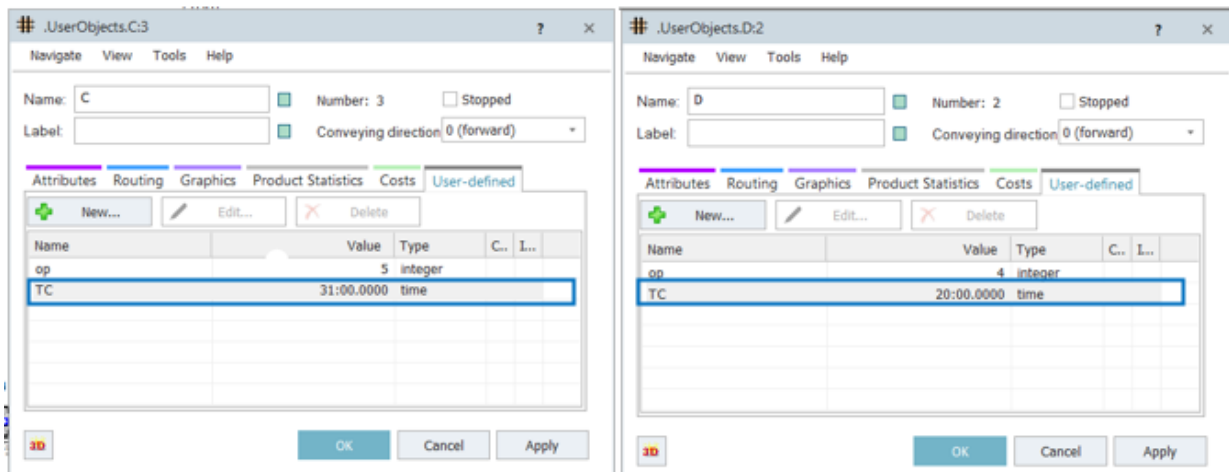 .UserObjects.C:3 ? ×
Navigate View Tools Help
Name: C Number: 3 Stopped
Label: Conveying direction 0 (forward)
Attributes Routing Graphics Product Statistics Costs User-defined
New... Edit... Delete
Name Value Type C.. I...
op 5 integer
TC 31:00.0000 time
3D OK Cancel Apply
.UserObjects.D:2 ? ×
Navigate View Tools Help
Name: D Number: 2 Stopped
Label: Conveying direction 0 (forward)
Attributes Routing Graphics Product Statistics Costs User-defined
New... Edit... Delete
Name Value Type C.. I...
op 4 integer
TC 20:00.0000 time
3D OK Cancel Apply